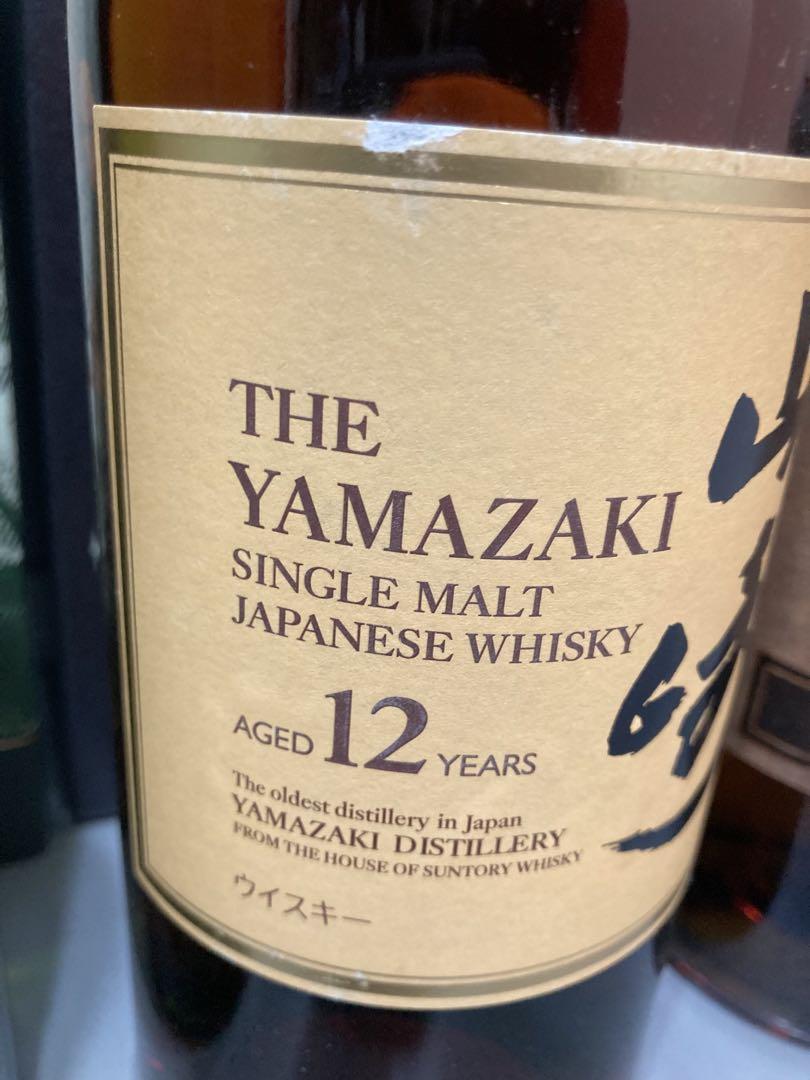 THE
YAMAZAKI
SINGLE MALT
JAPANESE WHISKY
AGED 12 YEARS
The oldest distillery in Japan
YAMAZAKI DISTILLERY
FROM THE HOUSE OF SUNTORY WHISKY
ウイスキー